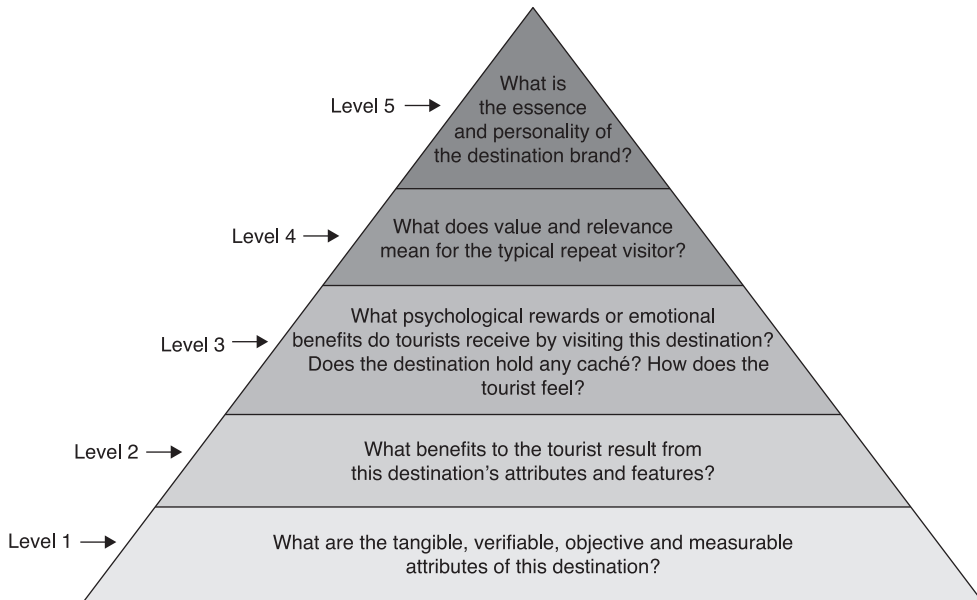 What is
the essence
and personality of
the destination brand?
Level 5
What does value and relevance
mean for the typical repeat visitor?
Level 4
What psychological rewards or emotional
benefits do tourists receive by visiting this destination?
Does the destination hold any caché? How does the
tourist feel?
Level 3
What benefits to the tourist result from
this destination’s attributes and features?
Level 2
What are the tangible, verifiable, objective and measurable
attributes of this destination?
Level 1